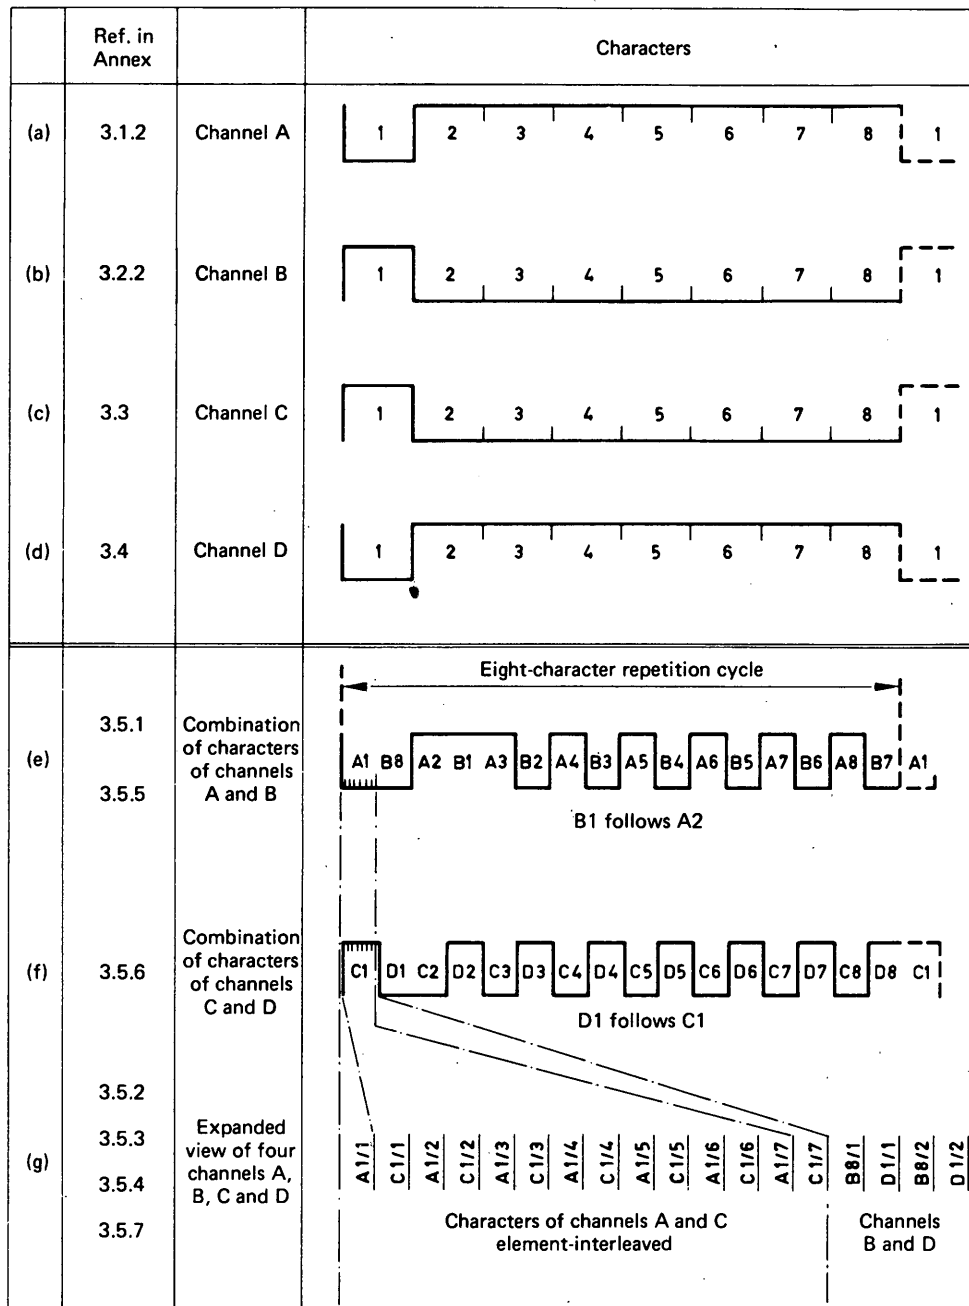 Ref. in Annex Characters
(a) 3.1.2 Channel A 1 2 3 4 5 6 7 8 1
(b) 3.2.2 Channel B 1 2 3 4 5 6 7 8 1
(c) 3.3 Channel C 1 2 3 4 5 6 7 8 1
(d) 3.4 Channel D 1 2 3 4 5 6 7 8 1
Eight-character repetition cycle
(e)
3.5.1
3.5.5
Combination
of characters
of channels
A and B
A1 B8 A2 B1 A3 B2 A4 B3 A5 B4 A6 B5 A7 B6 A8 B7 A1
B1 follows A2
(f)
3.5.6
Combination
of characters
of channels
C and D
C1 D1 C2 D2 C3 D3 C4 D4 C5 D5 C6 D6 C7 D7 C8 D8 C1
D1 follows C1
(g)
3.5.2
3.5.3
3.5.4
3.5.7
Expanded
view of four
channels A,
B, C and D
A1/1 C1/1 A1/2 C1/2 A1/3 C1/3 A1/4 C1/4 A1/5 C1/5 A1/6 C1/6 A1/7 C1/7 B8/1 D1/1 B8/2 D1/2
Characters of channels A and C
element-interleaved
Channels
B and D